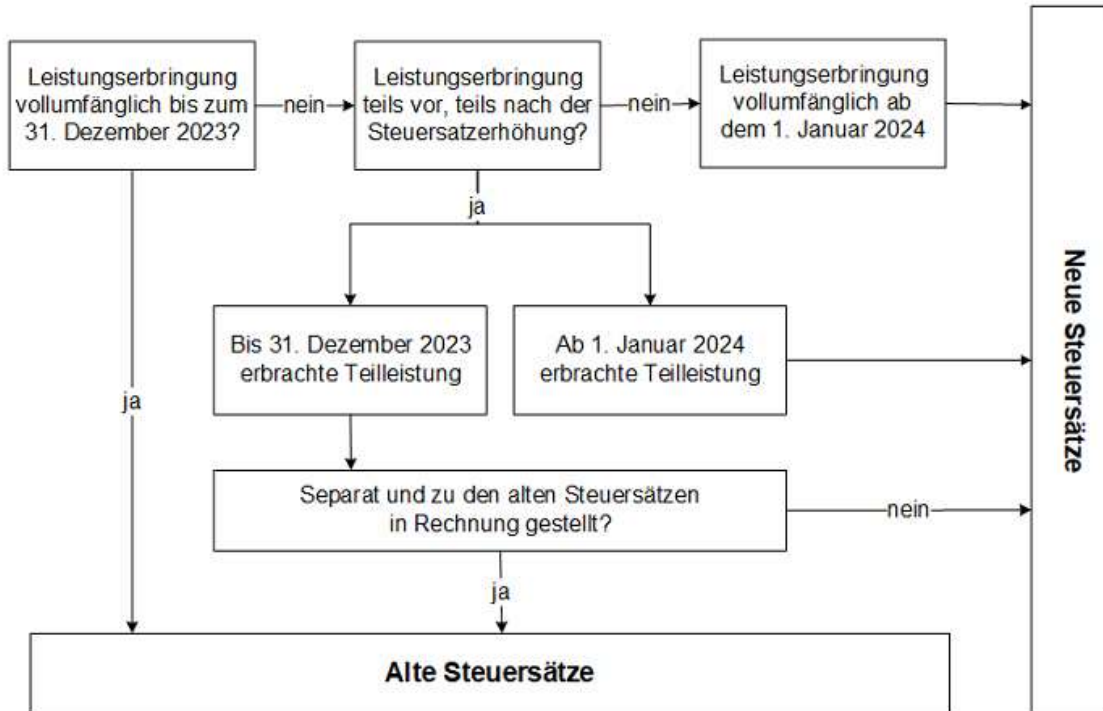 Leistungserbringung
vollumfänglich bis zum
31. Dezember 2023?
nein
Leistungserbringung
teils vor, teils nach der
Steuersatzerhöhung?
nein
Leistungserbringung
vollumfänglich ab
dem 1. Januar 2024
ja
Bis 31. Dezember 2023
erbrachte Teilleistung
Ab 1. Januar 2024
erbrachte Teilleistung
ja
Separat und zu den alten Steuersätzen
in Rechnung gestellt?
nein
ja
Alte Steuersätze
Neue Steuersätze